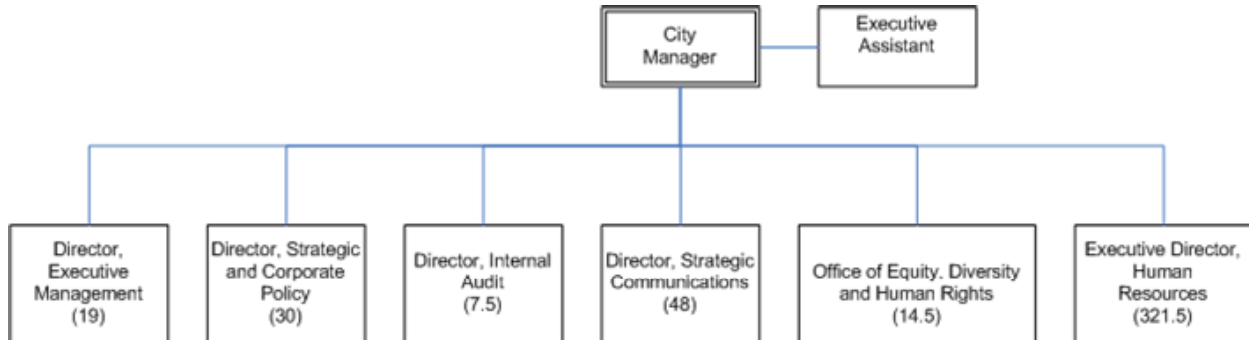 City
Manager
Executive
Assistant
Director,
Executive
Management
(19)
Director, Strategic
and Corporate
Policy
(30)
Director, Internal
Audit
(7.5)
Director, Strategic
Communications
(48)
Office of Equity, Diversity
and Human Rights
(14.5)
Executive Director,
Human
Resources
(321.5)